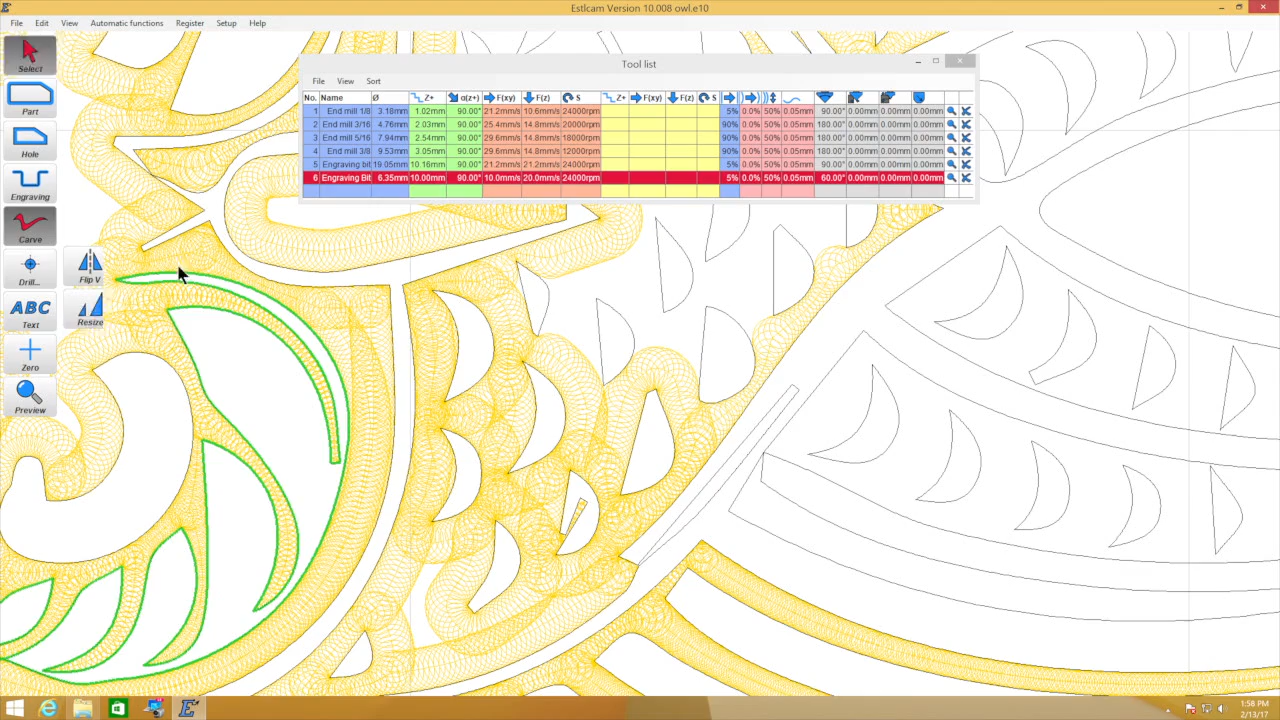 Estlcam Version 10.008 owl.e10
File Edit View Automatic functions Register Setup Help
Select
Part
Hole
Engraving
Carve
Drill...
Text
Zero
Preview
Flip V
Resize
ABC
Tool list
File View Sort
No. Name Ø Z+ α(z+) F(xy) F(z) S Z+ F(xy) F(z) S
1 End mill 1/8 3.18mm 1.02mm 90.00° 21.2mm/s 10.6mm/s 24000rpm 5% 0.0% 50% 0.05mm 90.00° 0.00mm 0.00mm 0.00mm
2 End mill 3/16 4.76mm 2.03mm 90.00° 25.4mm/s 14.8mm/s 20000rpm 90% 0.0% 50% 0.05mm 180.00° 0.00mm 0.00mm 0.00mm
3 End mill 5/16 7.94mm 2.54mm 90.00° 29.6mm/s 14.8mm/s 18000rpm 90% 0.0% 50% 0.05mm 180.00° 0.00mm 0.00mm 0.00mm
4 End mill 3/8 9.53mm 3.05mm 90.00° 29.6mm/s 14.8mm/s 12000rpm 90% 0.0% 50% 0.05mm 180.00° 0.00mm 0.00mm 0.00mm
5 Engraving bit 19.05mm 10.16mm 90.00° 21.2mm/s 21.2mm/s 24000rpm 5% 0.0% 50% 0.05mm 90.00° 0.00mm 0.00mm 0.00mm
6 Engraving Bit 6.35mm 10.00mm 90.00° 10.0mm/s 20.0mm/s 24000rpm 5% 0.0% 50% 0.05mm 60.00° 0.00mm 0.00mm 0.00mm
1:58 PM
2/13/17